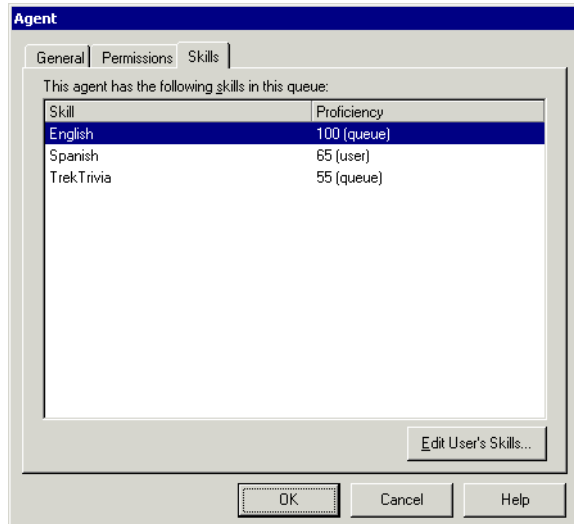 Agent
General Permissions Skills
This agent has the following skills in this queue:
Skill Proficiency
English 100 (queue)
Spanish 65 (user)
TrekTrivia 55 (queue)
Edit User's Skills...
OK Cancel Help